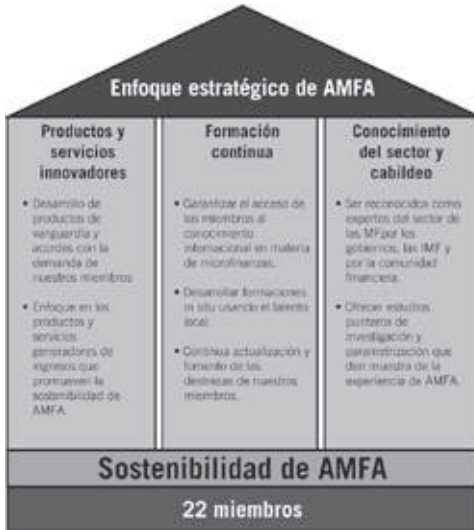 Enfoque estratégico de AMFA
Productos y
servicios
innovadores
• Desarrollo de
productos de
vanguardia y
acordes con la
demanda de
nuestros miembros
• Enfoque en los
productos y
servicios
generadores de
ingresos que
promueven la
sostenibilidad de
AMFA.
Formación
continua
• Garantizar el acceso de
los miembros al
conocimiento
internacional en materia
de microfinanzas.
• Desarrollar formaciones
in situ usando el talento
local.
• Continua actualización y
fomento de las
destrezas de nuestros
miembros.
Conocimiento
del sector y
cabildeo
• Ser reconocidos como
expertos del sector de
las MF por los
gobiernos, las IMF y
por la comunidad
financiera.
• Ofrecer estudios
punteros de
investigación y
parametrización que
den muestra de la
experiencia de AMFA.
Sostenibilidad de AMFA
22 miembros